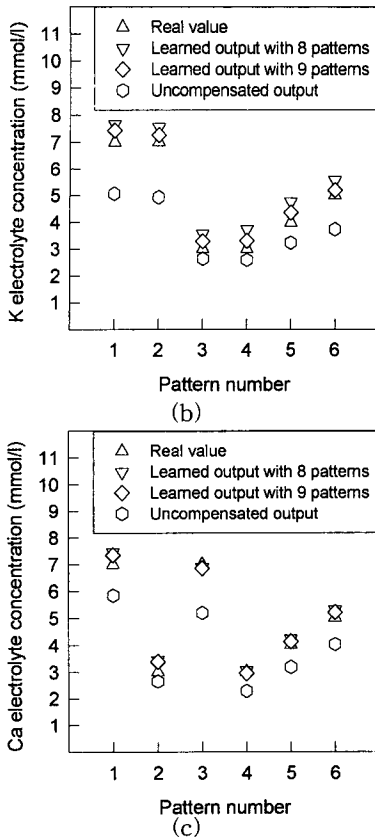 K electrolyte concentration (mmol/l)
11
10
9
8
7
6
5
4
3
2
1
Real value
Learned output with 8 patterns
Learned output with 9 patterns
Uncompensated output
1 2 3 4 5 6
Pattern number
(b)
Ca electrolyte concentration (mmol/l)
11
10
9
8
7
6
5
4
3
2
1
Real value
Learned output with 8 patterns
Learned output with 9 patterns
Uncompensated output
1 2 3 4 5 6
Pattern number
(c)